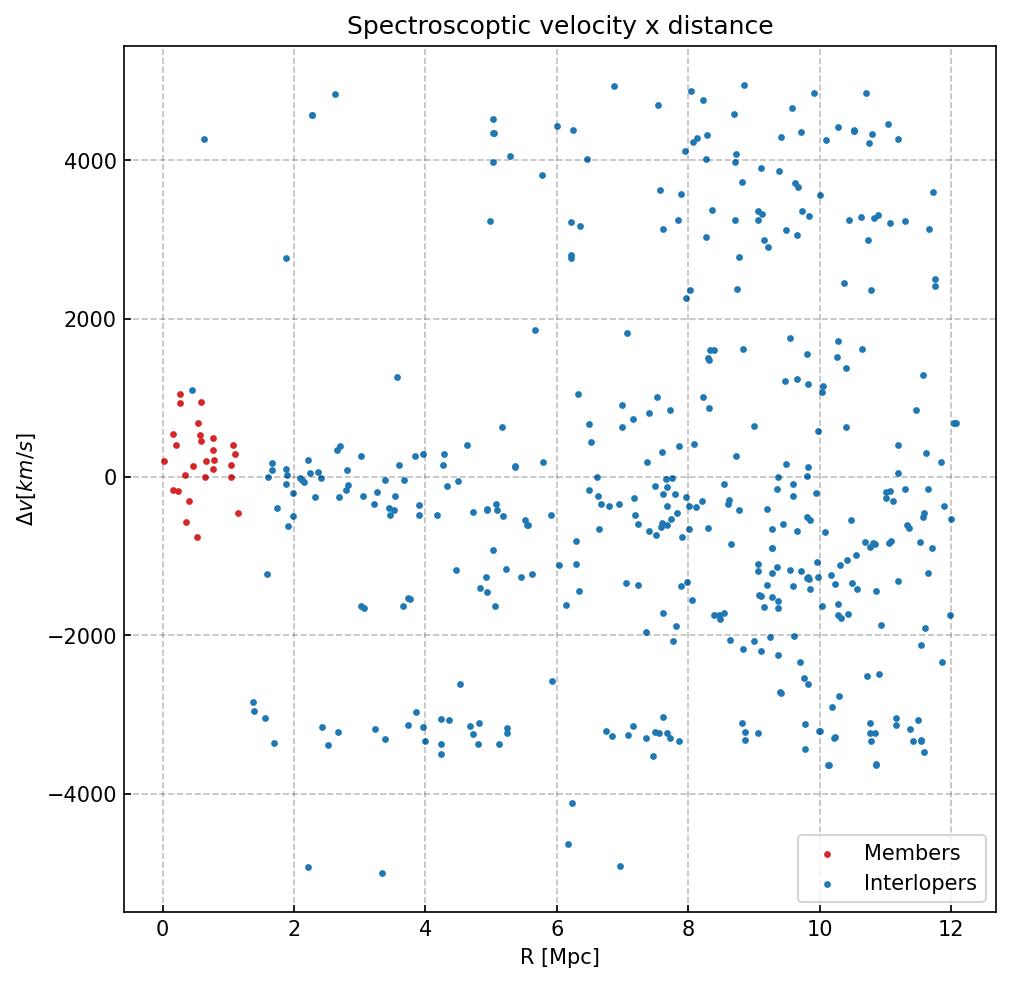 Spectroscoptic velocity x distance
4000
2000
0
−2000
−4000
Δv[km/s]
0 2 4 6 8 10 12
R [Mpc]
Members
Interlopers